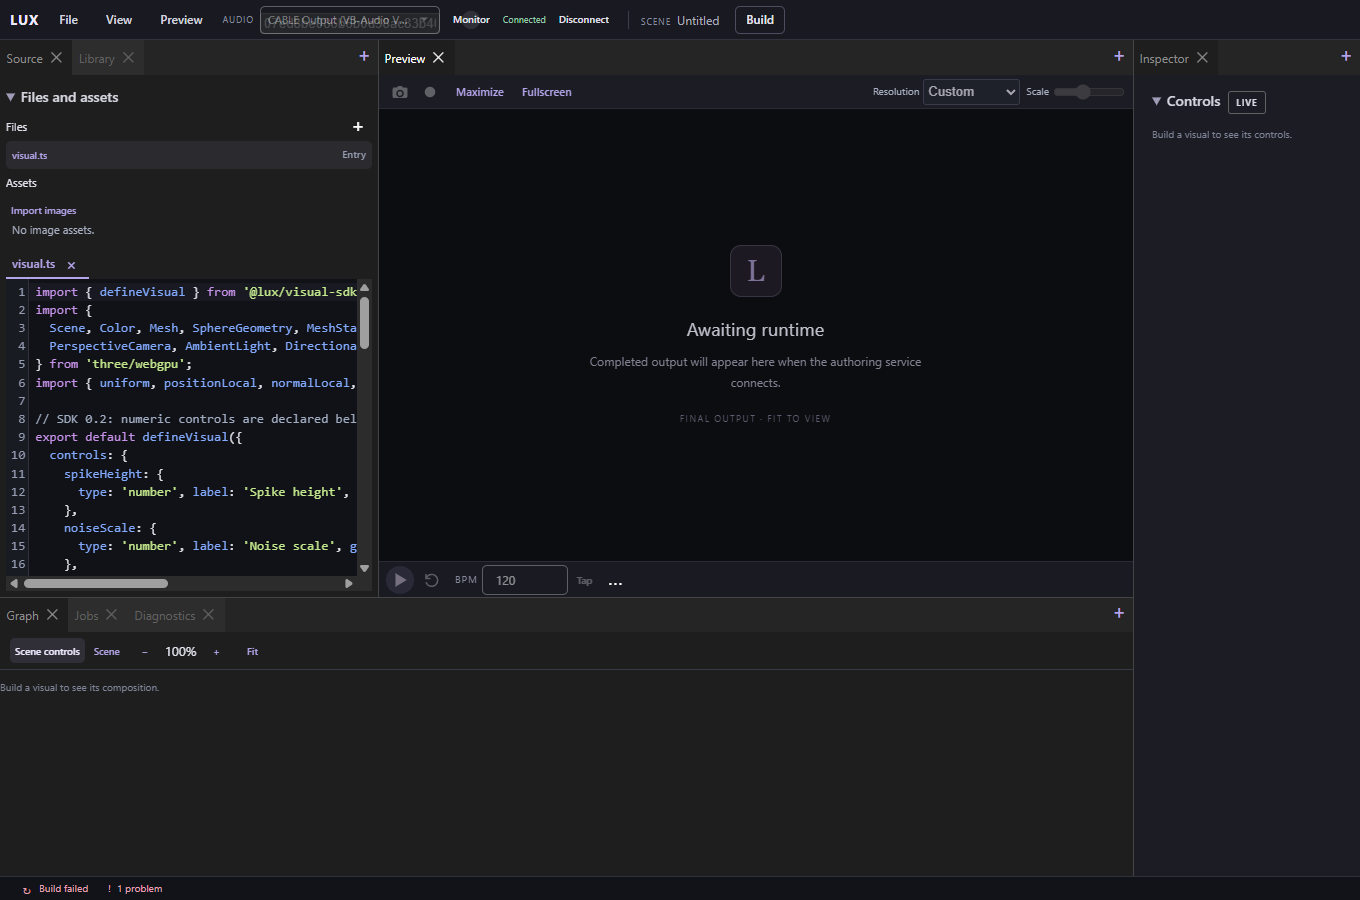 LUX File View Preview AUDIO CABLE Output (VB-Audio V... Monitor Connected Disconnect SCENE Untitled Build
Source Library
Files and assets
Files
visual.ts Entry
Assets
Import images
No image assets.
visual.ts
1 import { defineVisual } from '@lux/visual-sdk
2 import {
3 Scene, Color, Mesh, SphereGeometry, MeshSta
4 PerspectiveCamera, AmbientLight, Directiona
5 } from 'three/webgpu';
6 import { uniform, positionLocal, normalLocal,
7
8 // SDK 0.2: numeric controls are declared bel
9 export default defineVisual({
10 controls: {
11 spikeHeight: {
12 type: 'number', label: 'Spike height',
13 },
14 noiseScale: {
15 type: 'number', label: 'Noise scale', g
16 },
Preview
Maximize Fullscreen Resolution Custom Scale
L
Awaiting runtime
Completed output will appear here when the authoring service
connects.
FINAL OUTPUT · FIT TO VIEW
BPM 120 Tap ...
Inspector
Controls LIVE
Build a visual to see its controls.
Graph Jobs Diagnostics
Scene controls Scene − 100% + Fit
Build a visual to see its composition.
Build failed ! 1 problem